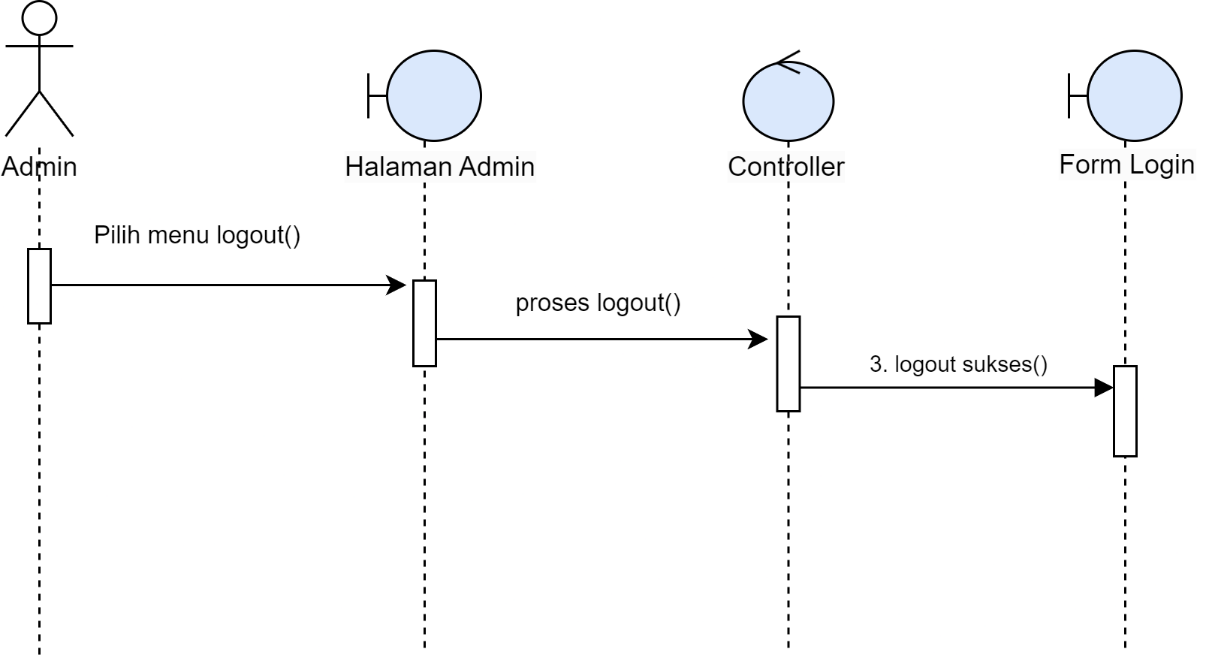 Admin
Halaman Admin
Controller
Form Login
Pilih menu logout()
proses logout()
3. logout sukses()